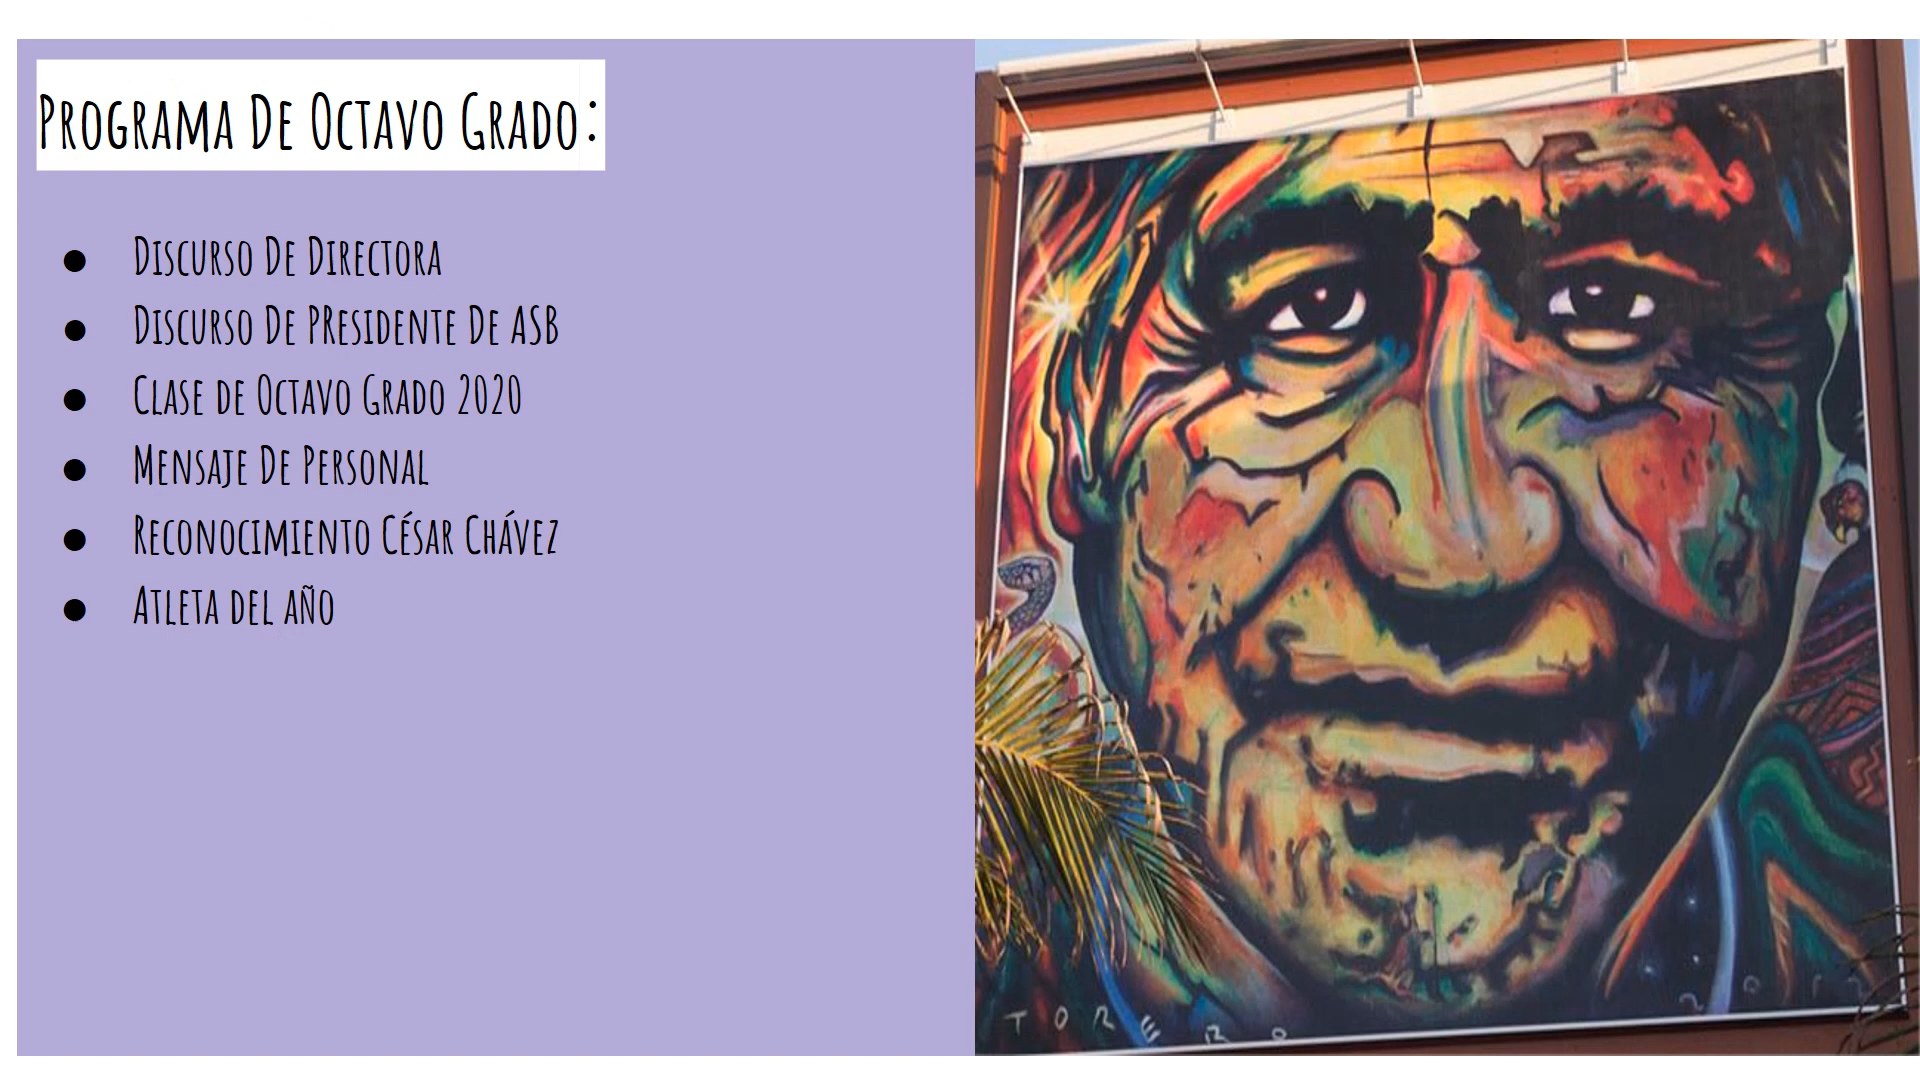 Programa De Octavo Grado:
● Discurso De Directora
● Discurso De PResidente De ASB
● Clase de Octavo Grado 2020
● Mensaje De Personal
● Reconocimiento César Chávez
● Atleta del año
TORERO